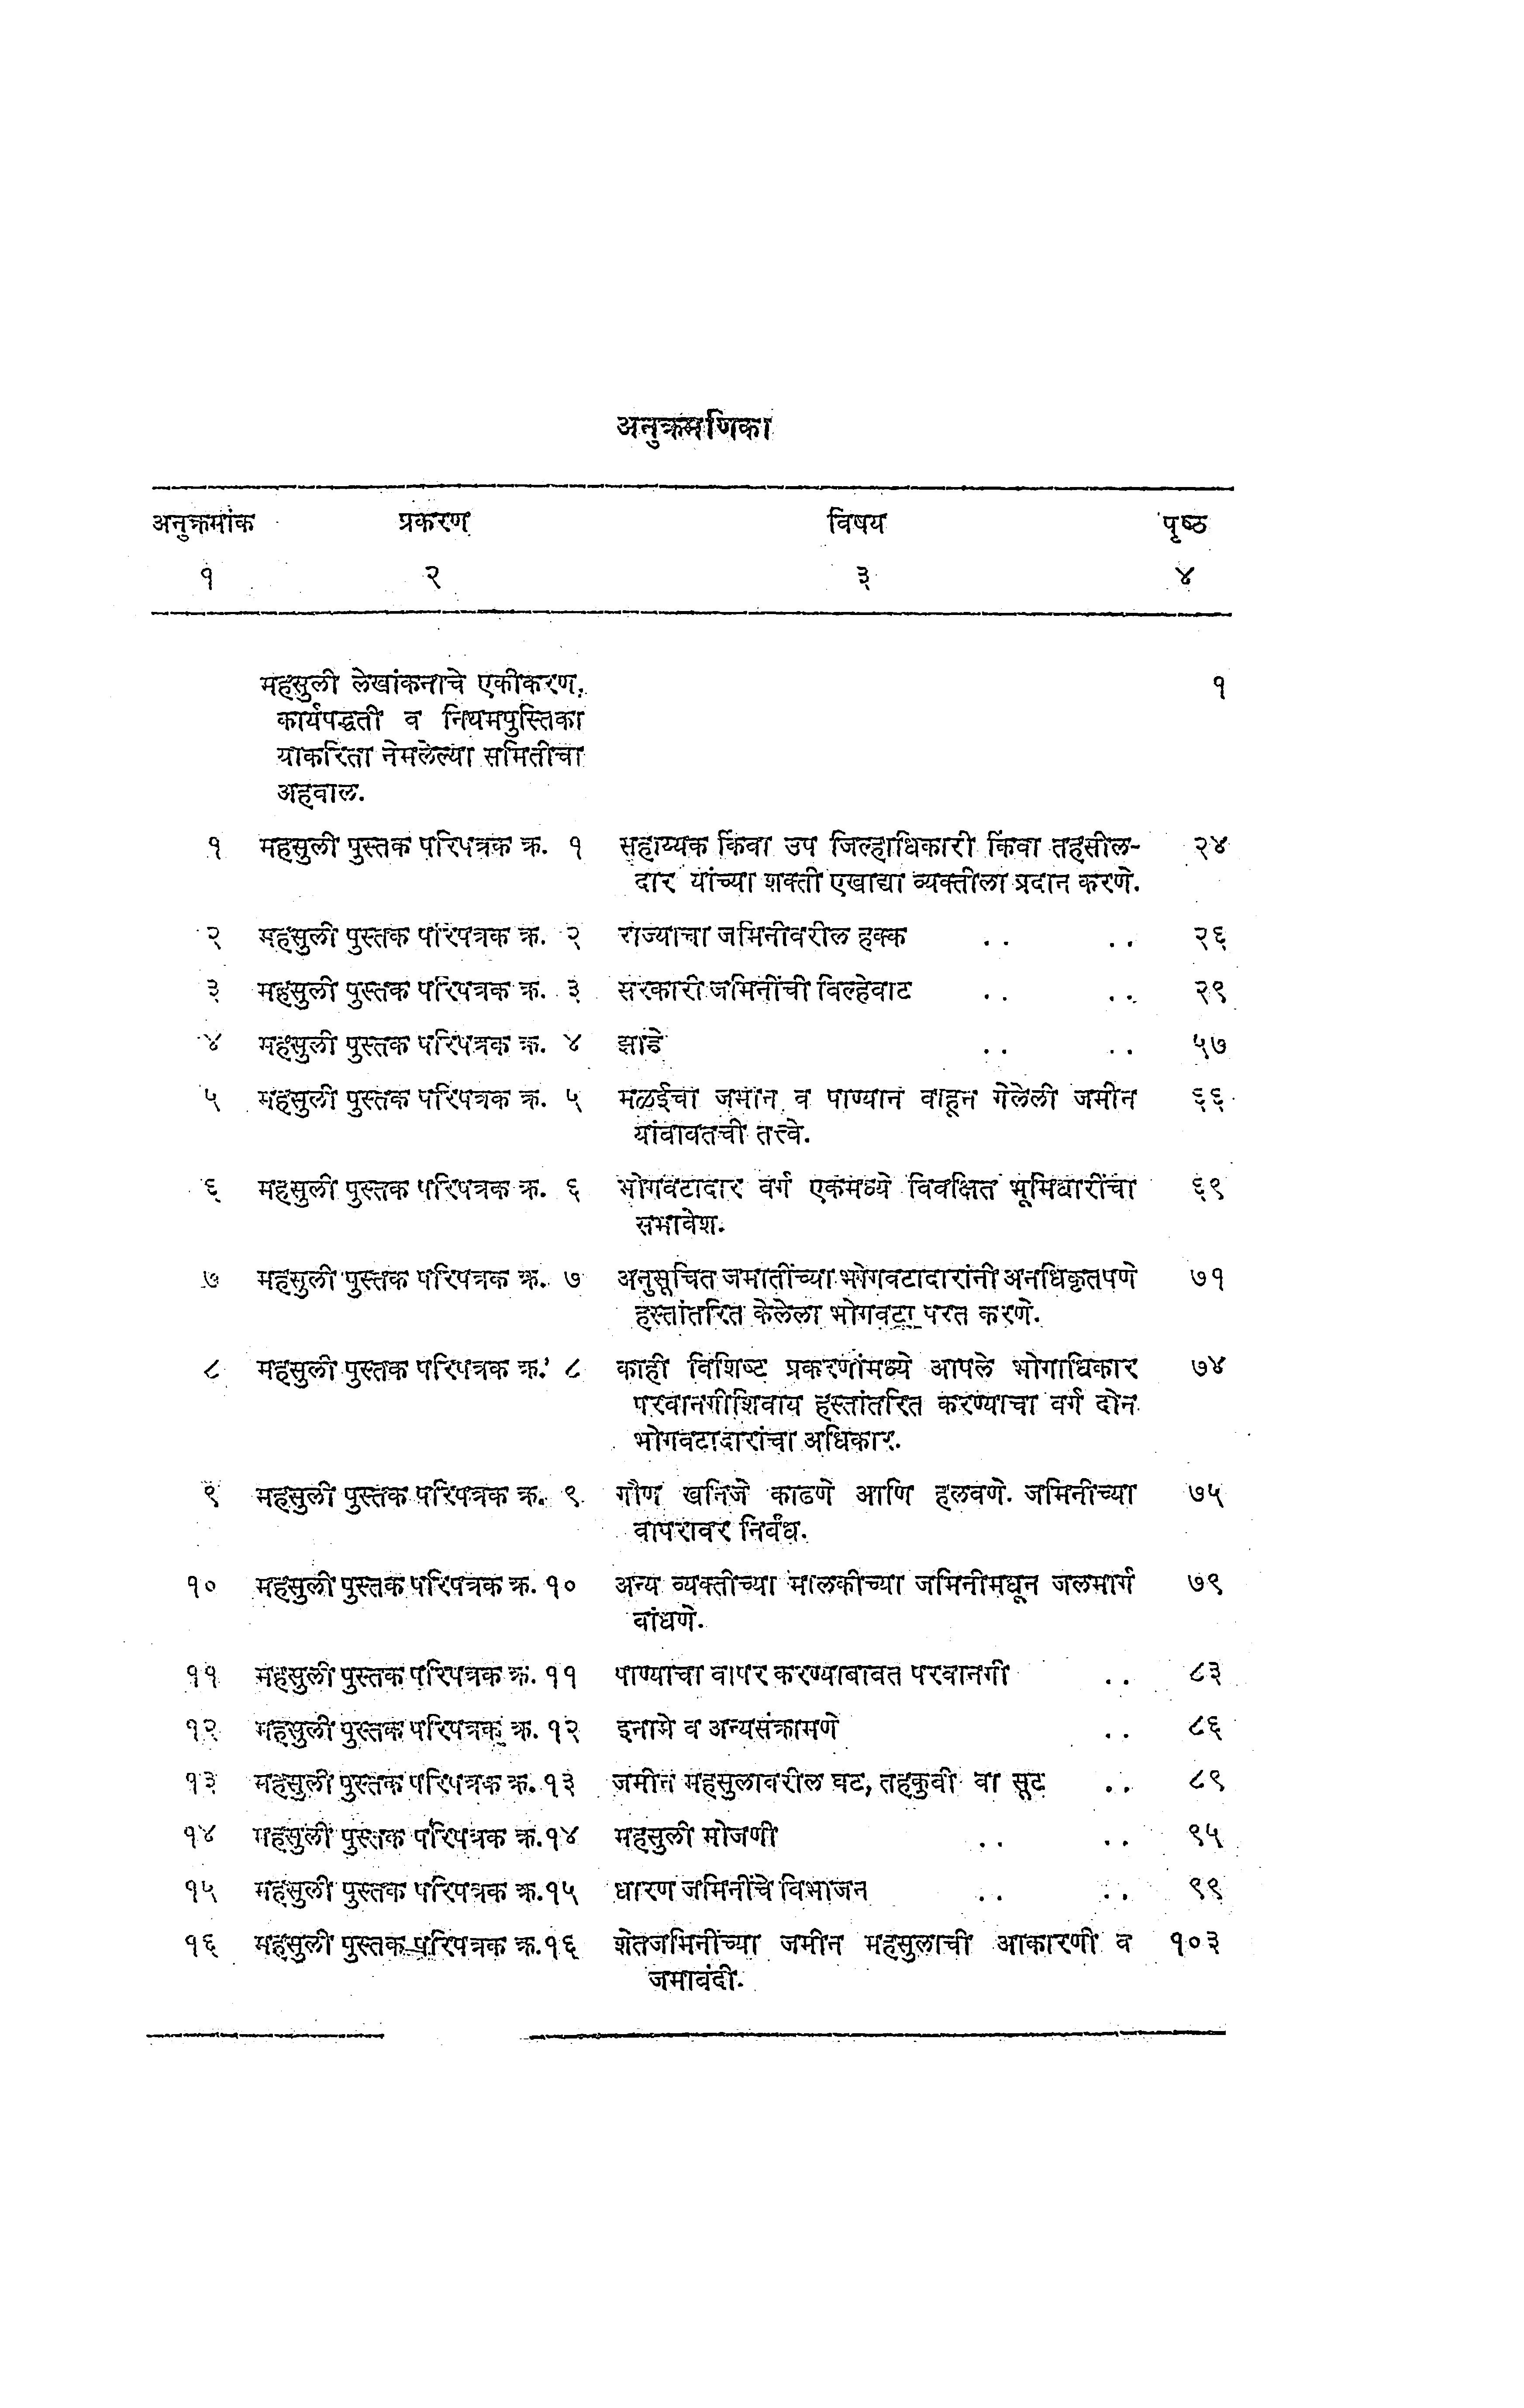 अनुक्रमणिका
अनुक्रमांक प्रकरण विषय पृष्ठ
१ २ ३ ४
महसुली लेखांकनाचे एकीकरण, १
कार्यपद्धती व नियमपुस्तिका
याकरिता नेमलेल्या समितीचा
अहवाल.
१ महसुली पुस्तक परिपत्रक क्र. १ सहाय्यक किंवा उप जिल्हाधिकारी किंवा तहसील- २४
दार यांच्या शक्ती एखाद्या व्यक्तीला प्रदान करणे.
२ महसुली पुस्तक परिपत्रक क्र. २ राज्याचा जमिनीवरील हक्क .. .. २६
३ महसुली पुस्तक परिपत्रक क्र. ३ सरकारी जमिनींची विल्हेवाट .. .. २९
४ महसुली पुस्तक परिपत्रक क्र. ४ झाडे .. .. ५७
५ महसुली पुस्तक परिपत्रक क्र. ५ मळईचा जमीन व पाण्यान वाहून गेलेली जमीन ६६
यांबाबतची तत्त्वे.
६ महसुली पुस्तक परिपत्रक क्र. ६ भोगवटादार वर्ग एकमध्ये विवक्षित भूमिधारींचा ६९
समावेश.
७ महसुली पुस्तक परिपत्रक क्र. ७ अनुसूचित जमातींच्या भोगवटादारांनी अनधिकृतपणे ७१
हस्तांतरित केलेला भोगवटा परत करणे.
८ महसुली पुस्तक परिपत्रक क्र. ८ काही विशिष्ट प्रकरणांमध्ये आपले भोगाधिकार ७४
परवानगीशिवाय हस्तांतरित करण्याचा वर्ग दोन
भोगवटादारांचा अधिकार.
९ महसुली पुस्तक परिपत्रक क्र. ९ गौण खनिजे काढणे आणि हलवणे. जमिनीच्या ७५
वापरावर निर्बंध.
१० महसुली पुस्तक परिपत्रक क्र. १० अन्य व्यक्तीच्या मालकीच्या जमिनीमधून जलमार्ग ७९
बांधणे.
११ महसुली पुस्तक परिपत्रक क्र. ११ पाण्याचा वापर करण्याबाबत परवानगी .. ८३
१२ महसुली पुस्तक परिपत्रक क्र. १२ इनामे व अन्यसंक्रामणे .. ८६
१३ महसुली पुस्तक परिपत्रक क्र. १३ जमीन महसुलावरील घट, तहकुबी वा सूट .. ८९
१४ महसुली पुस्तक परिपत्रक क्र. १४ महसुली मोजणी .. .. ९५
१५ महसुली पुस्तक परिपत्रक क्र. १५ धारण जमिनींचे विभाजन .. .. ९९
१६ महसुली पुस्तक परिपत्रक क्र. १६ शेतजमिनींच्या जमीन महसुलाची आकारणी व १०३
जमाबंदी.